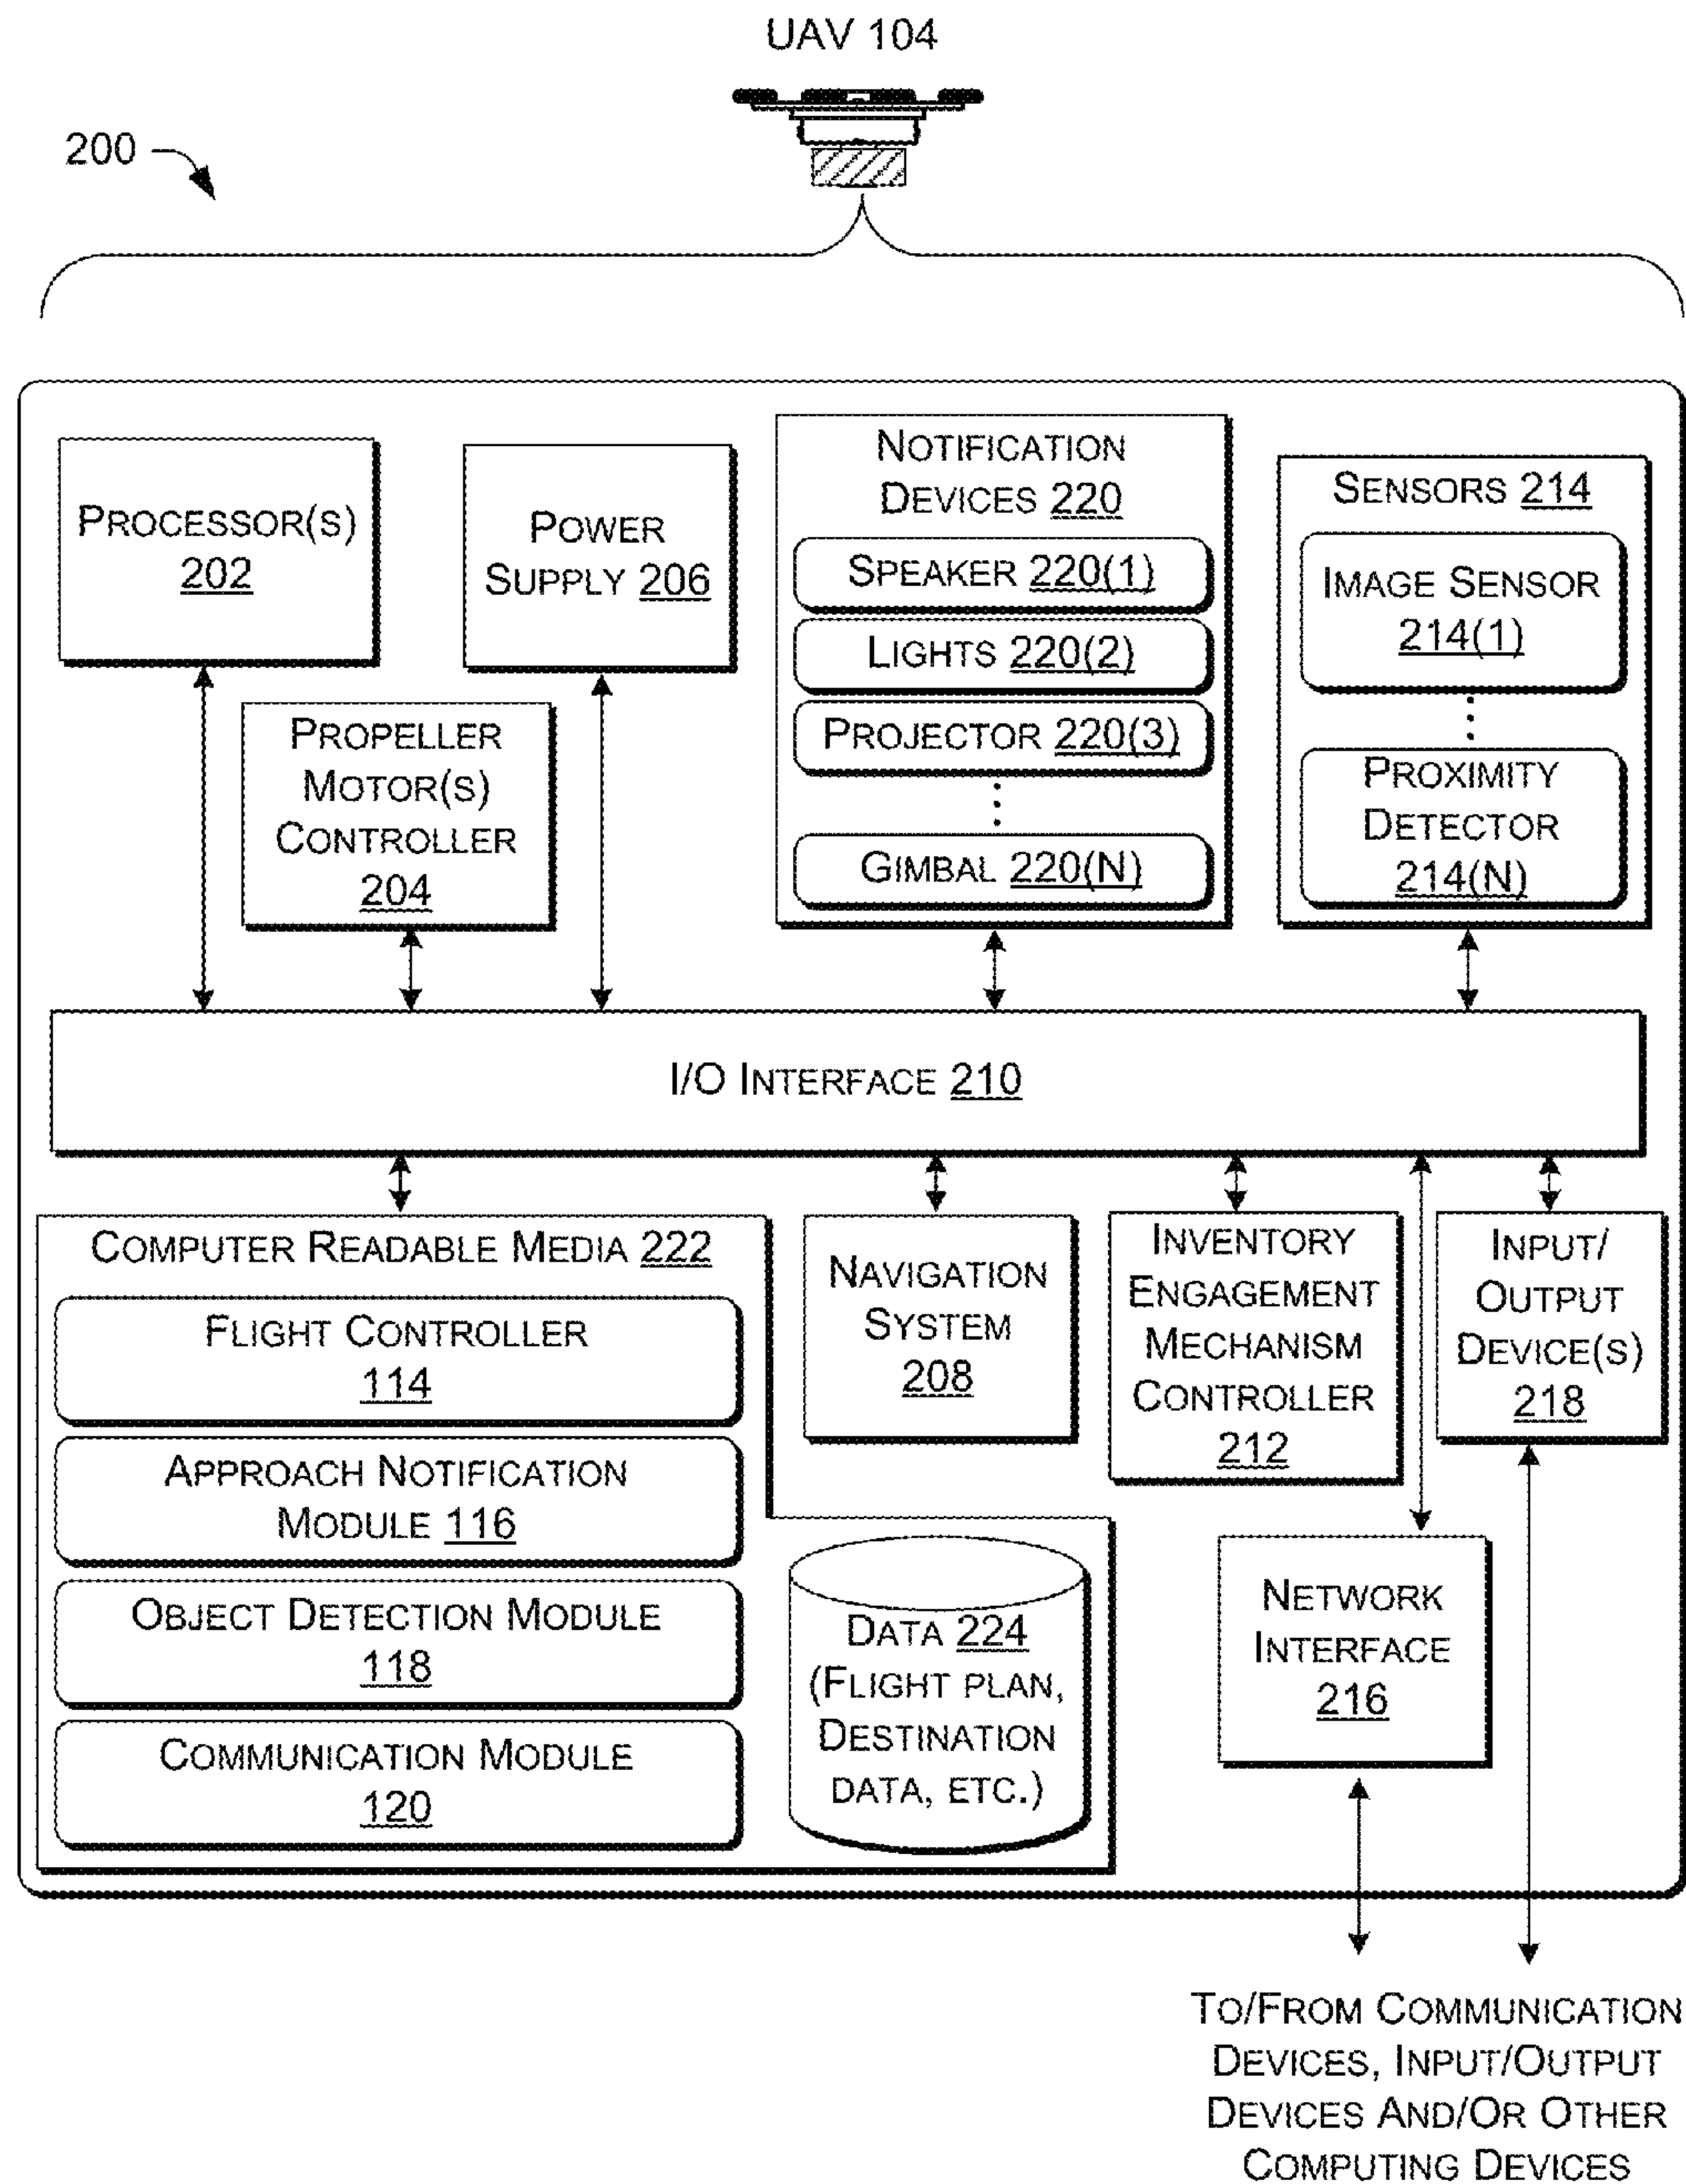 UAV 104
200
PROCESSOR(S)
202
POWER
SUPPLY 206
NOTIFICATION
DEVICES 220
SPEAKER 220(1)
LIGHTS 220(2)
PROJECTOR 220(3)
GIMBAL 220(N)
SENSORS 214
IMAGE SENSOR
214(1)
PROXIMITY
DETECTOR
214(N)
PROPELLER
MOTOR(S)
CONTROLLER
204
I/O INTERFACE 210
COMPUTER READABLE MEDIA 222
FLIGHT CONTROLLER
114
APPROACH NOTIFICATION
MODULE 116
OBJECT DETECTION MODULE
118
COMMUNICATION MODULE
120
DATA 224
(FLIGHT PLAN,
DESTINATION
DATA, ETC.)
NAVIGATION
SYSTEM
208
INVENTORY
ENGAGEMENT
MECHANISM
CONTROLLER
212
INPUT/
OUTPUT
DEVICE(S)
218
NETWORK
INTERFACE
216
TO/FROM COMMUNICATION
DEVICES, INPUT/OUTPUT
DEVICES AND/OR OTHER
COMPUTING DEVICES